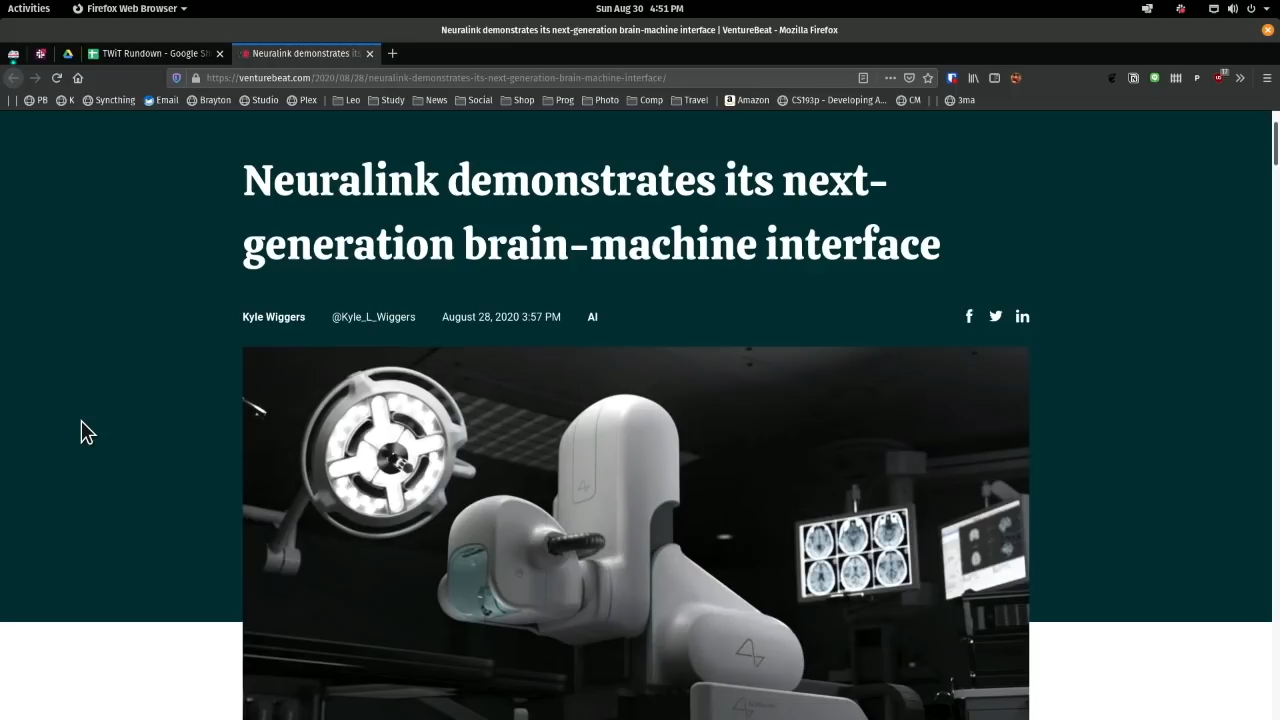 Activities
Firefox Web Browser
Sun Aug 30 4:51 PM
Neuralink demonstrates its next-generation brain-machine interface | VentureBeat - Mozilla Firefox
TWiT Rundown - Google Sh
Neuralink demonstrates its
https://venturebeat.com/2020/08/28/neuralink-demonstrates-its-next-generation-brain-machine-interface/
PB K Syncthing Email Brayton Studio Plex Leo Study News Social Shop Prog Photo Comp Travel Amazon CS193p - Developing A... CM 3ma
Neuralink demonstrates its next-
generation brain-machine interface
Kyle Wiggers @Kyle_L_Wiggers August 28, 2020 3:57 PM AI